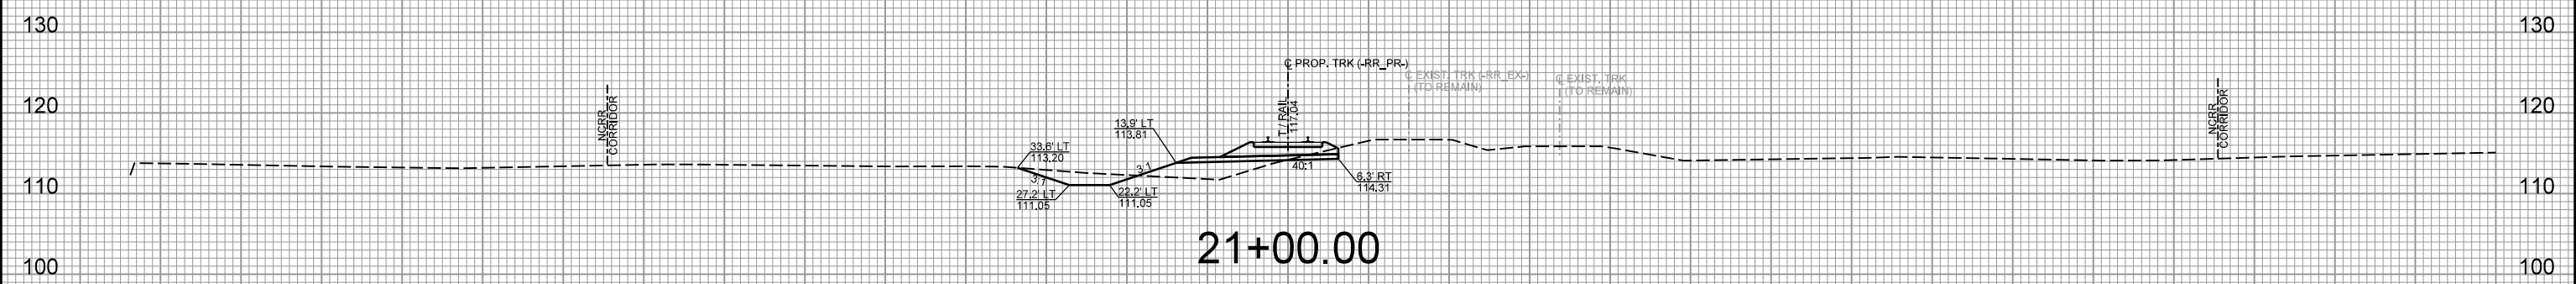 130
130
℄ PROP. TRK (-RR_PR-)
℄ EXIST. TRK (-RR_EX-)
(TO REMAIN)
℄ EXIST. TRK
(TO REMAIN)
120
120
NCRR
CORRIDOR
T / RAIL
117.04
NCRR
CORRIDOR
13.9' LT
113.81
33.6' LT
113.20
3:1
3:1
40:1
6.3' RT
114.31
110
110
27.2' LT
111.05
22.2' LT
111.05
21+00.00
100
100